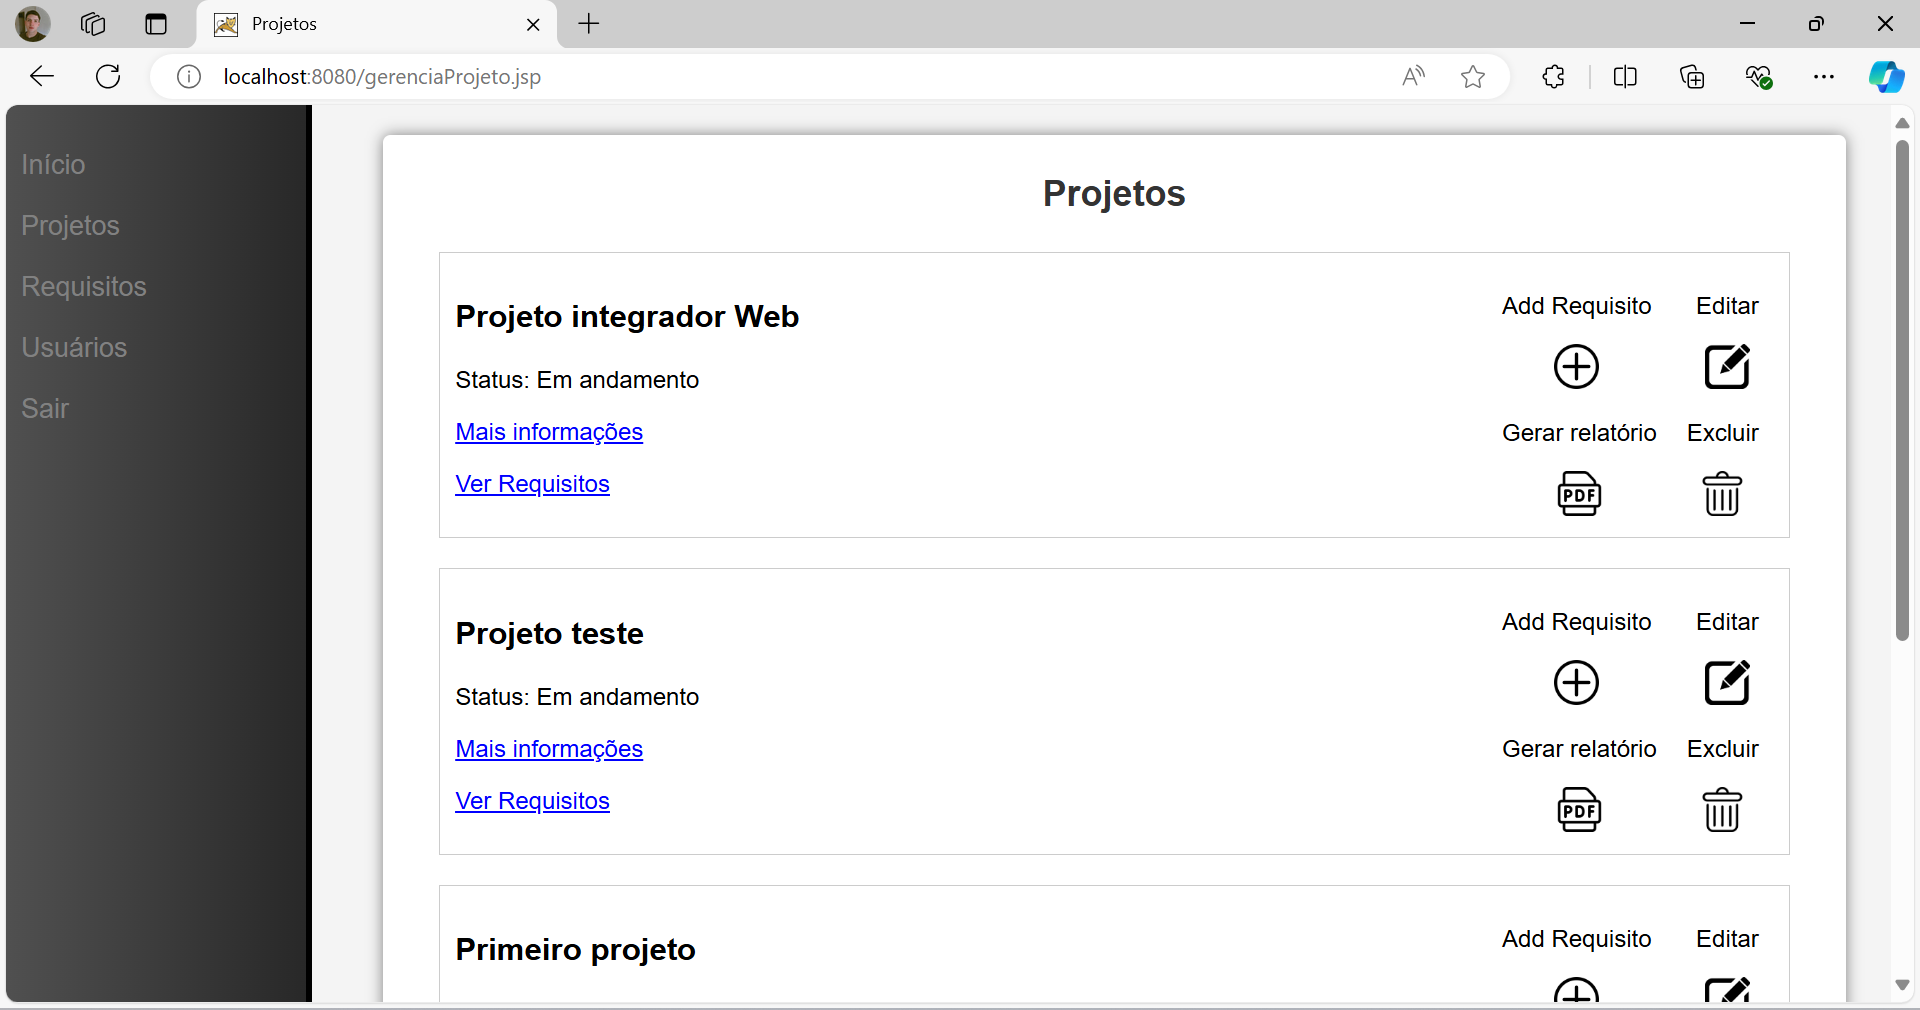 Projetos
localhost:8080/gerenciaProjeto.jsp
Início
Projetos
Requisitos
Usuários
Sair
Projetos
Projeto integrador Web
Status: Em andamento
Mais informações
Ver Requisitos
Add Requisito
Editar
Gerar relatório
Excluir
PDF
Projeto teste
Status: Em andamento
Mais informações
Ver Requisitos
Add Requisito
Editar
Gerar relatório
Excluir
PDF
Primeiro projeto
Add Requisito
Editar